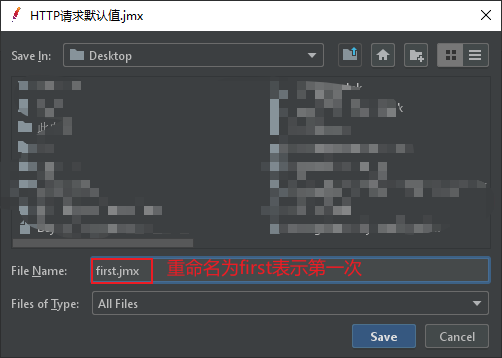 HTTP请求默认值.jmx
Save In:
Desktop
File Name:
first.jmx
重命名为first表示第一次
Files of Type:
All Files
Save
Cancel